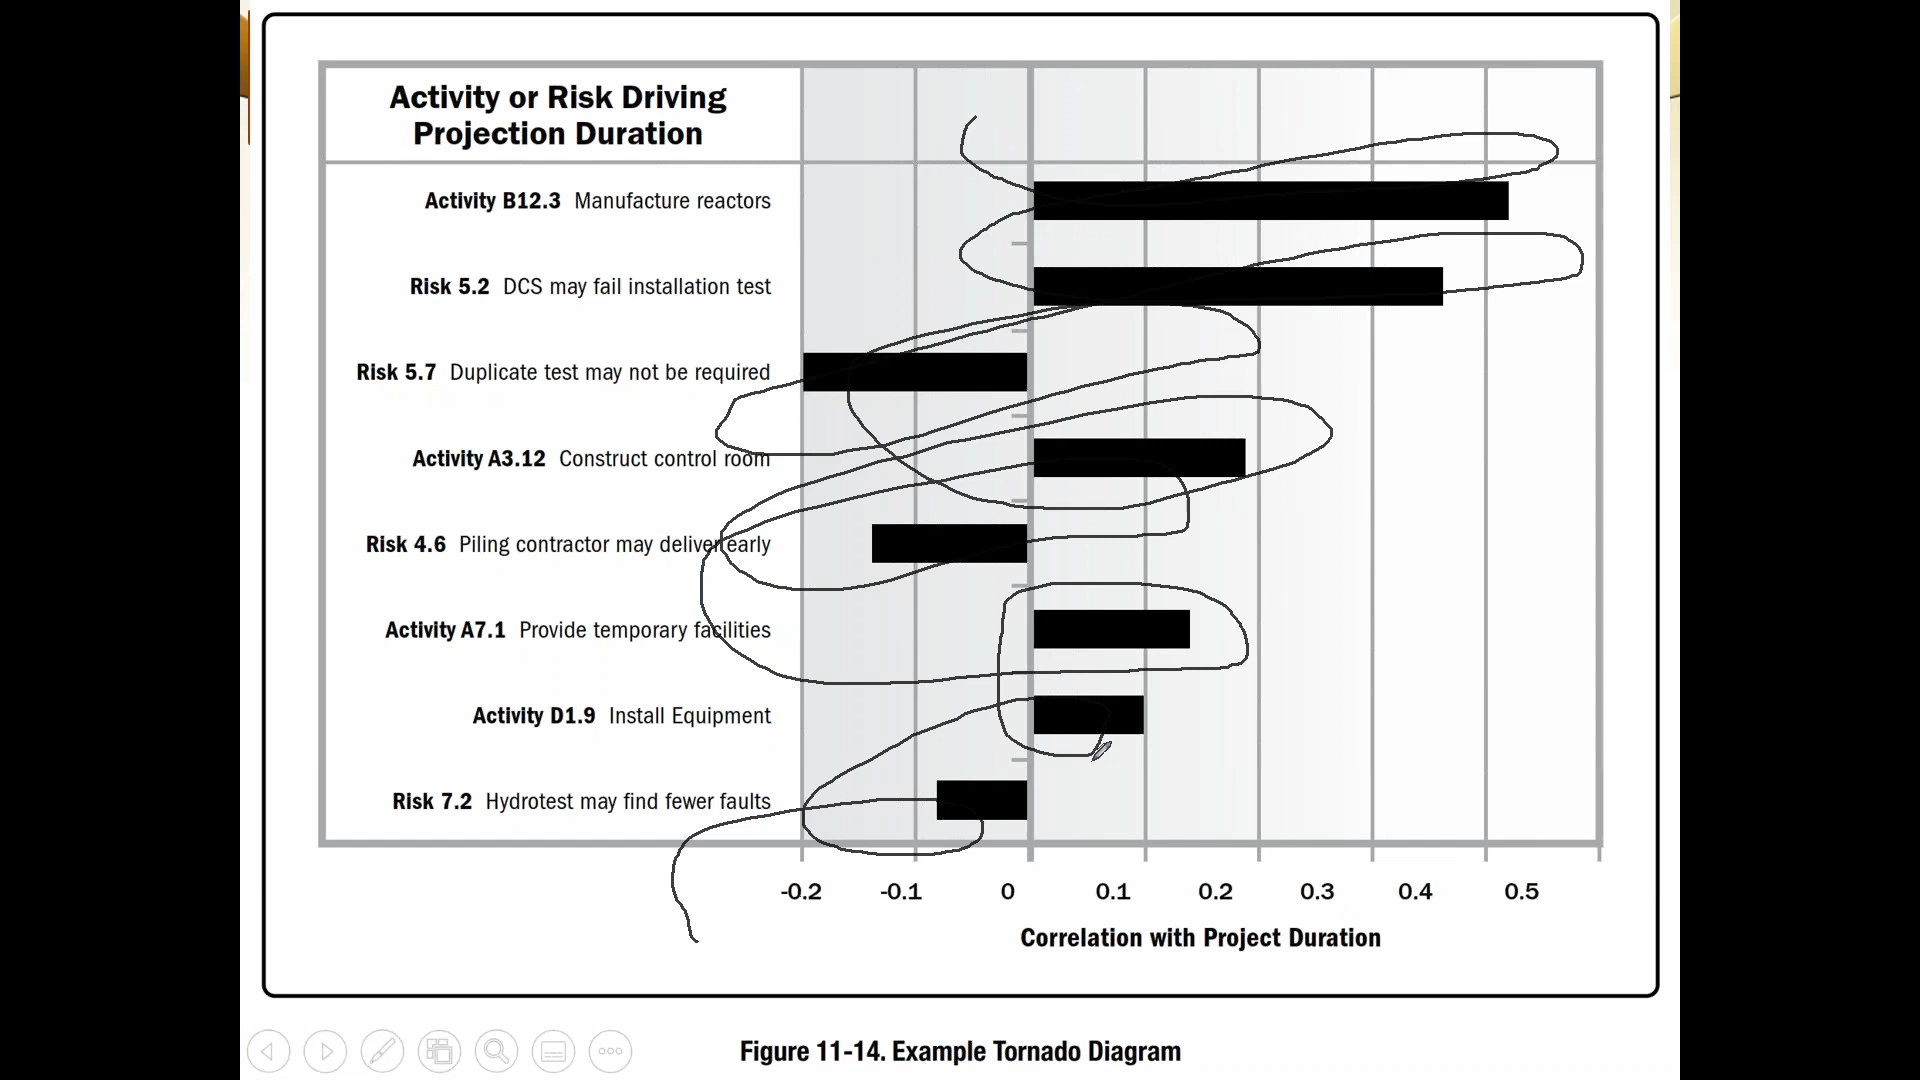 Activity or Risk Driving
Projection Duration
Activity B12.3 Manufacture reactors
Risk 5.2 DCS may fail installation test
Risk 5.7 Duplicate test may not be required
Activity A3.12 Construct control room
Risk 4.6 Piling contractor may deliver early
Activity A7.1 Provide temporary facilities
Activity D1.9 Install Equipment
Risk 7.2 Hydrotest may find fewer faults
-0.2 -0.1 0 0.1 0.2 0.3 0.4 0.5
Correlation with Project Duration
Figure 11-14. Example Tornado Diagram